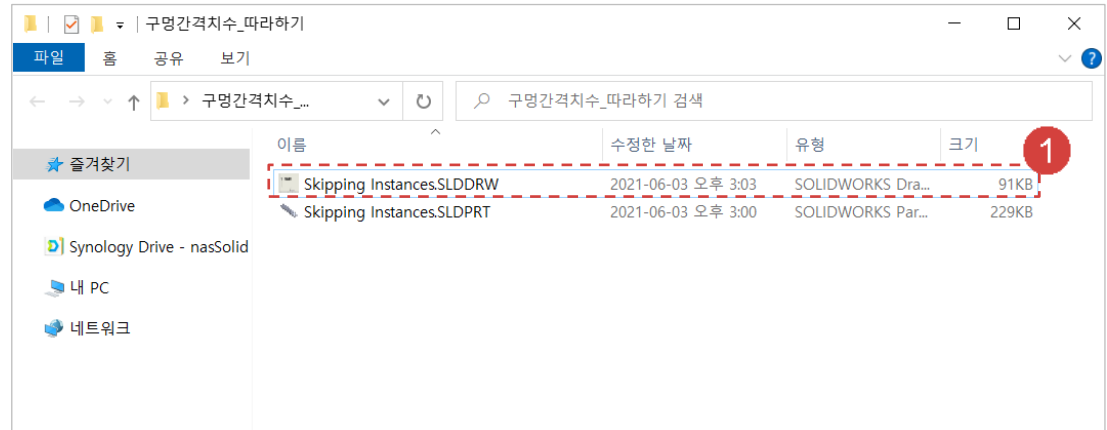 구멍간격치수_따라하기
파일 홈 공유 보기
구멍간격치수_... 구멍간격치수_따라하기 검색
이름 수정한 날짜 유형 크기
1
즐겨찾기
Skipping Instances.SLDDRW 2021-06-03 오후 3:03 SOLIDWORKS Dra... 91KB
OneDrive
Skipping Instances.SLDPRT 2021-06-03 오후 3:00 SOLIDWORKS Par... 229KB
Synology Drive - nasSolid
내 PC
네트워크